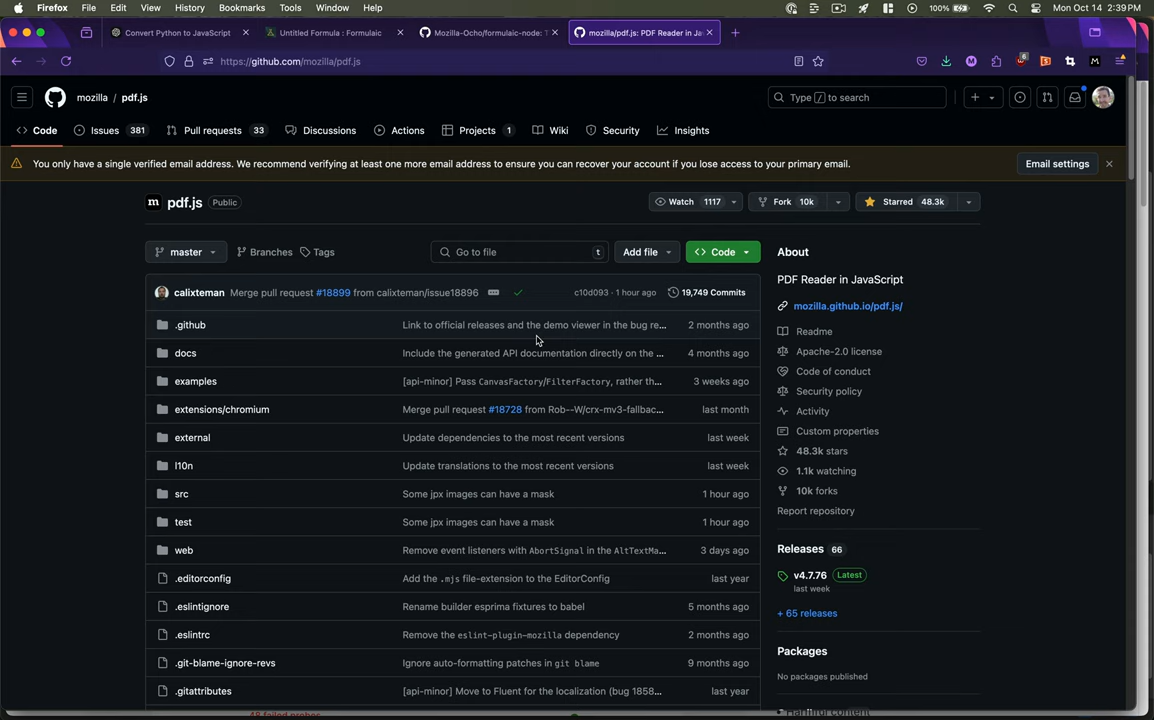 Firefox File Edit View History Bookmarks Tools Window Help 100% Mon Oct 14 2:39 PM
Convert Python to JavaScript Untitled Formula : Formulaic Mozilla-Ocho/formulaic-node: T mozilla/pdf.js: PDF Reader in Ja
https://github.com/mozilla/pdf.js 6
mozilla / pdf.js Type / to search
Code Issues 381 Pull requests 33 Discussions Actions Projects 1 Wiki Security Insights
You only have a single verified email address. We recommend verifying at least one more email address to ensure you can recover your account if you lose access to your primary email. Email settings
m pdf.js Public Watch 1117 Fork 10k Starred 48.3k
master Branches Tags Go to file t Add file Code
calixteman Merge pull request #18899 from calixteman/issue18896 c10d093 · 1 hour ago 19,749 Commits
.github Link to official releases and the demo viewer in the bug re... 2 months ago
docs Include the generated API documentation directly on the ... 4 months ago
examples [api-minor] Pass CanvasFactory/FilterFactory, rather th... 3 weeks ago
extensions/chromium Merge pull request #18728 from Rob--W/crx-mv3-fallbac... last month
external Update dependencies to the most recent versions last week
l10n Update translations to the most recent versions last week
src Some jpx images can have a mask 1 hour ago
test Some jpx images can have a mask 1 hour ago
web Remove event listeners with AbortSignal in the AltTextMa... 3 days ago
.editorconfig Add the .mjs file-extension to the EditorConfig last year
.eslintignore Rename builder esprima fixtures to babel 5 months ago
.eslintrc Remove the eslint-plugin-mozilla dependency 2 months ago
.git-blame-ignore-revs Ignore auto-formatting patches in git blame 9 months ago
.gitattributes [api-minor] Move to Fluent for the localization (bug 1858... last year
About
PDF Reader in JavaScript
mozilla.github.io/pdf.js/
Readme
Apache-2.0 license
Code of conduct
Security policy
Activity
Custom properties
48.3k stars
1.1k watching
10k forks
Report repository
Releases 66
v4.7.76 Latest
last week
+ 65 releases
Packages
No packages published